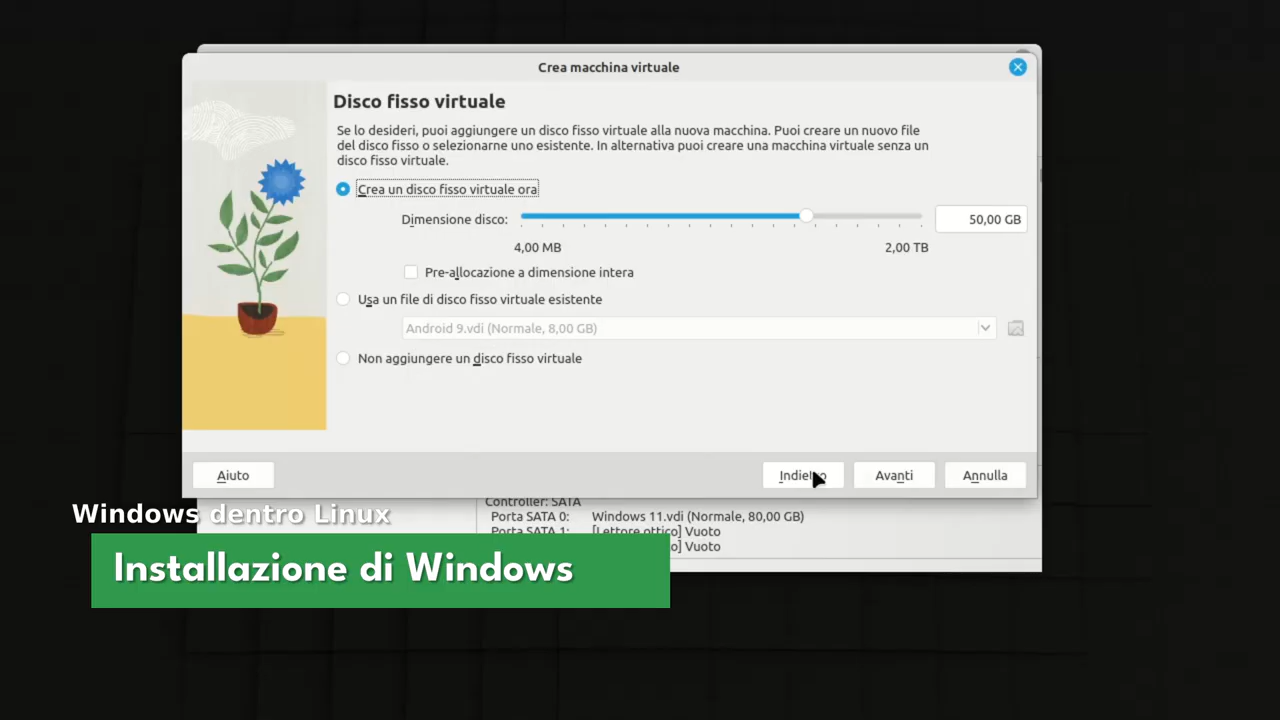 Crea macchina virtuale
Disco fisso virtuale
Se lo desideri, puoi aggiungere un disco fisso virtuale alla nuova macchina. Puoi creare un nuovo file
del disco fisso o selezionarne uno esistente. In alternativa puoi creare una macchina virtuale senza un
disco fisso virtuale.
Crea un disco fisso virtuale ora
Dimensione disco:
50,00 GB
4,00 MB
2,00 TB
Pre-allocazione a dimensione intera
Usa un file di disco fisso virtuale esistente
Android 9.vdi (Normale, 8,00 GB)
Non aggiungere un disco fisso virtuale
Aiuto
Indietro
Avanti
Annulla
Controller: SATA
Windows dentro Linux
Porta SATA 0: Windows 11.vdi (Normale, 80,00 GB)
Porta SATA 1: [Lettore ottico] Vuoto
Vuoto
Installazione di Windows